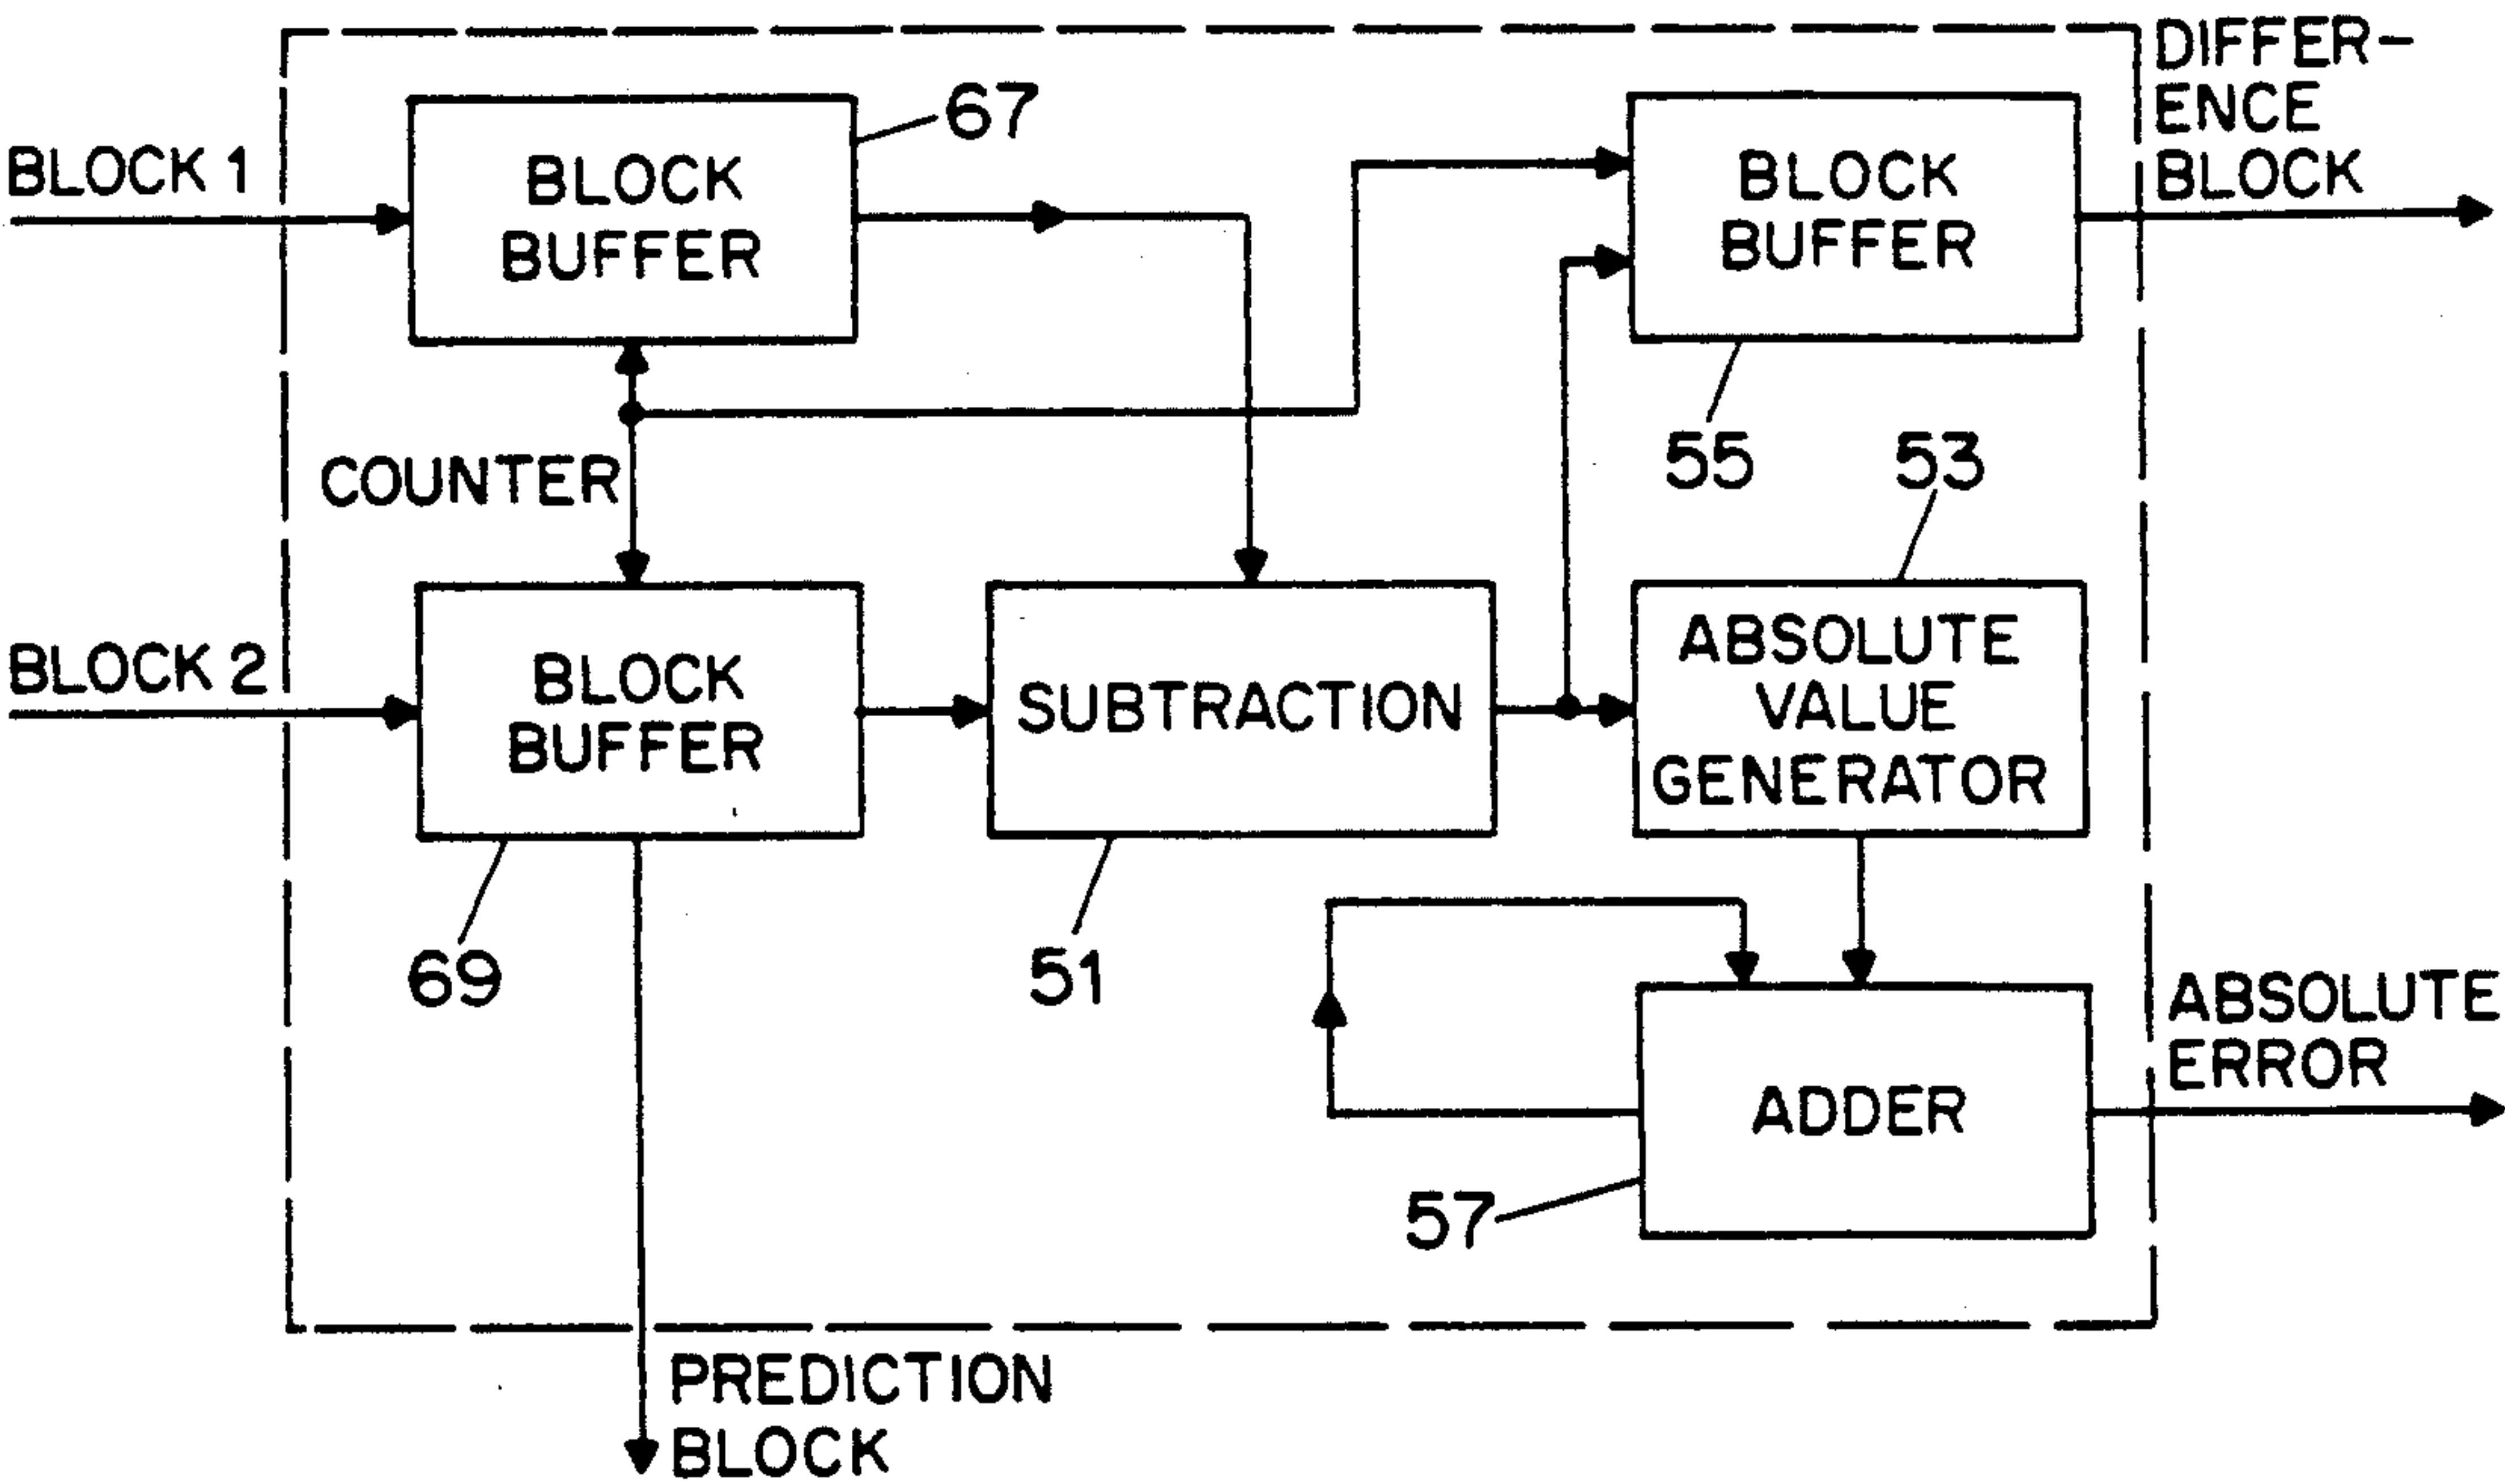 DIFFER-
ENCE
BLOCK
67
BLOCK 1
BLOCK
BUFFER
BLOCK
BUFFER
55
53
COUNTER
BLOCK 2
BLOCK
BUFFER
SUBTRACTION
ABSOLUTE
VALUE
GENERATOR
69
51
ABSOLUTE
ERROR
ADDER
57
PREDICTION
BLOCK